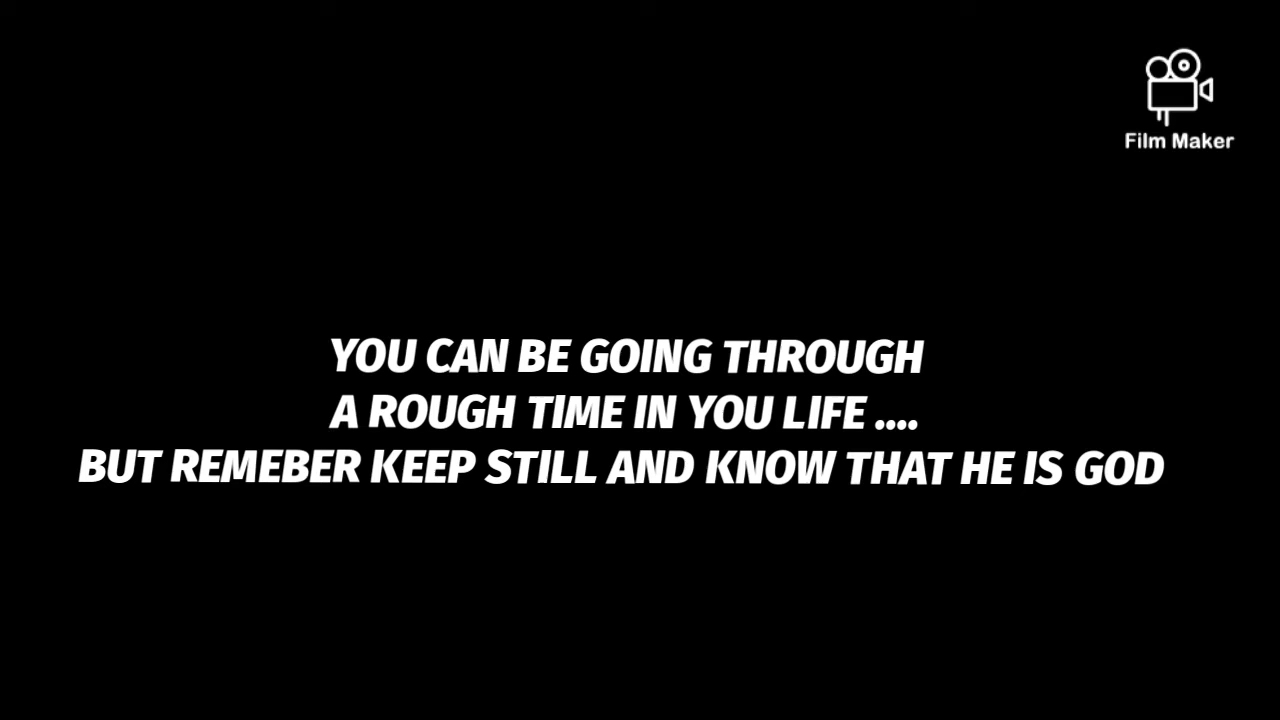 Film Maker
YOU CAN BE GOING THROUGH
A ROUGH TIME IN YOU LIFE ....
BUT REMEBER KEEP STILL AND KNOW THAT HE IS GOD